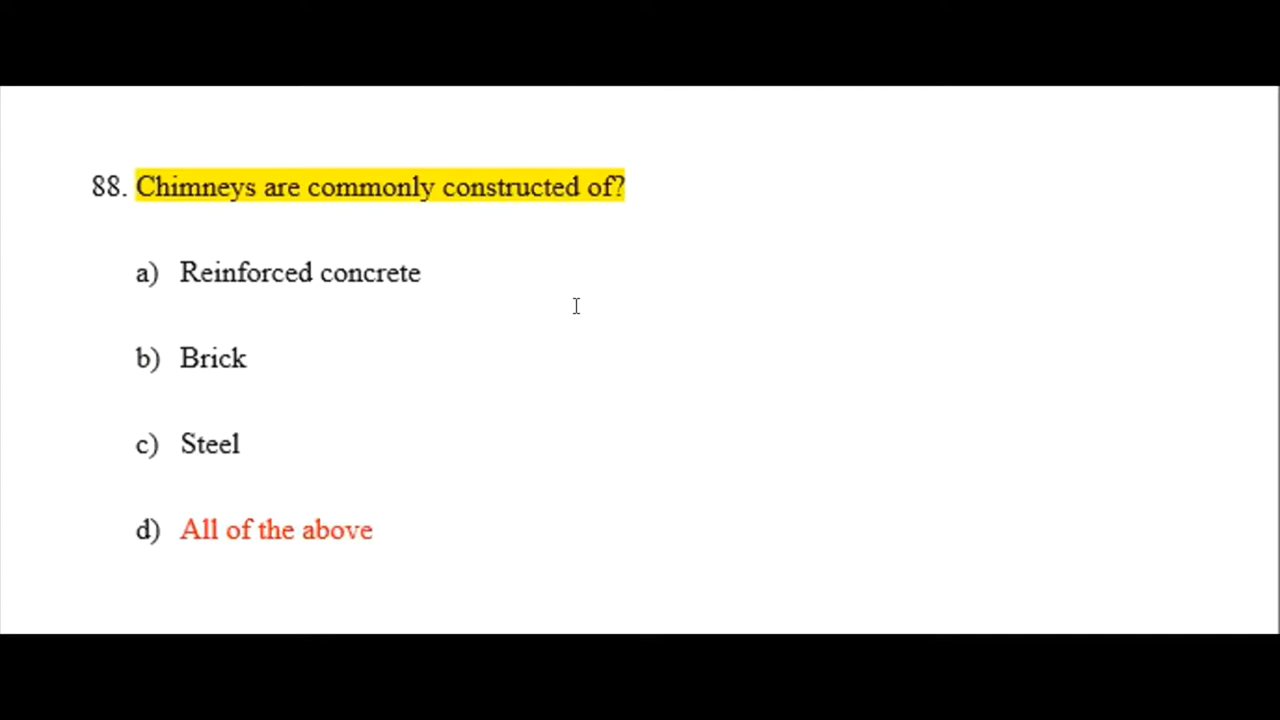 88. Chimneys are commonly constructed of?
a) Reinforced concrete
b) Brick
c) Steel
d) All of the above